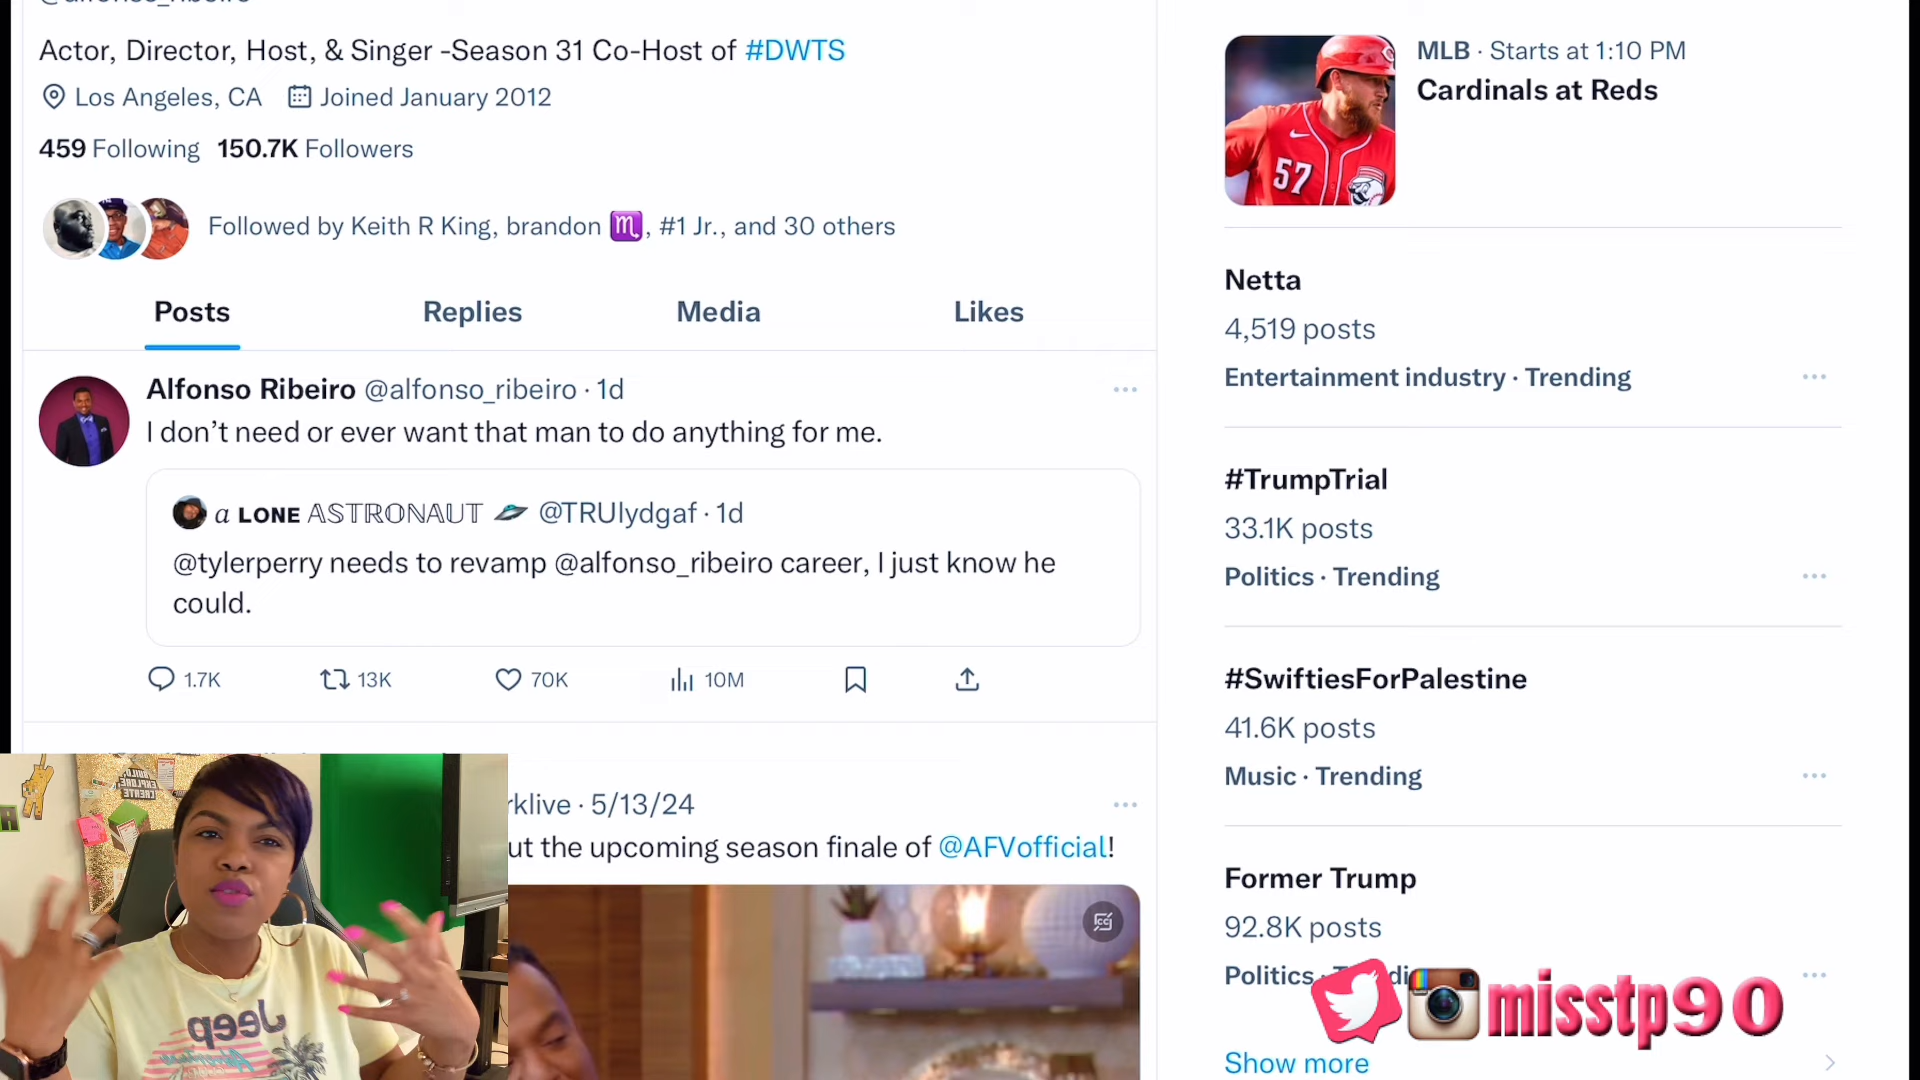 Actor, Director, Host, & Singer -Season 31 Co-Host of #DWTS
Los Angeles, CA Joined January 2012
459 Following 150.7K Followers
Followed by Keith R King, brandon ♏, #1 Jr., and 30 others
Posts Replies Media Likes
Alfonso Ribeiro @alfonso_ribeiro · 1d
I don’t need or ever want that man to do anything for me.
a LONE ASTRONAUT 🛸 @TRUlydgaf · 1d
@tylerperry needs to revamp @alfonso_ribeiro career, I just know he
could.
1.7K 13K 70K 10M
rklive · 5/13/24
ut the upcoming season finale of @AFVofficial!
MLB · Starts at 1:10 PM
Cardinals at Reds
57
Netta
4,519 posts
Entertainment industry · Trending
#TrumpTrial
33.1K posts
Politics · Trending
#SwiftiesForPalestine
41.6K posts
Music · Trending
Former Trump
92.8K posts
Politics
Show more
misstp90
BUILD,
EXPLORE
CREATE
Jeep